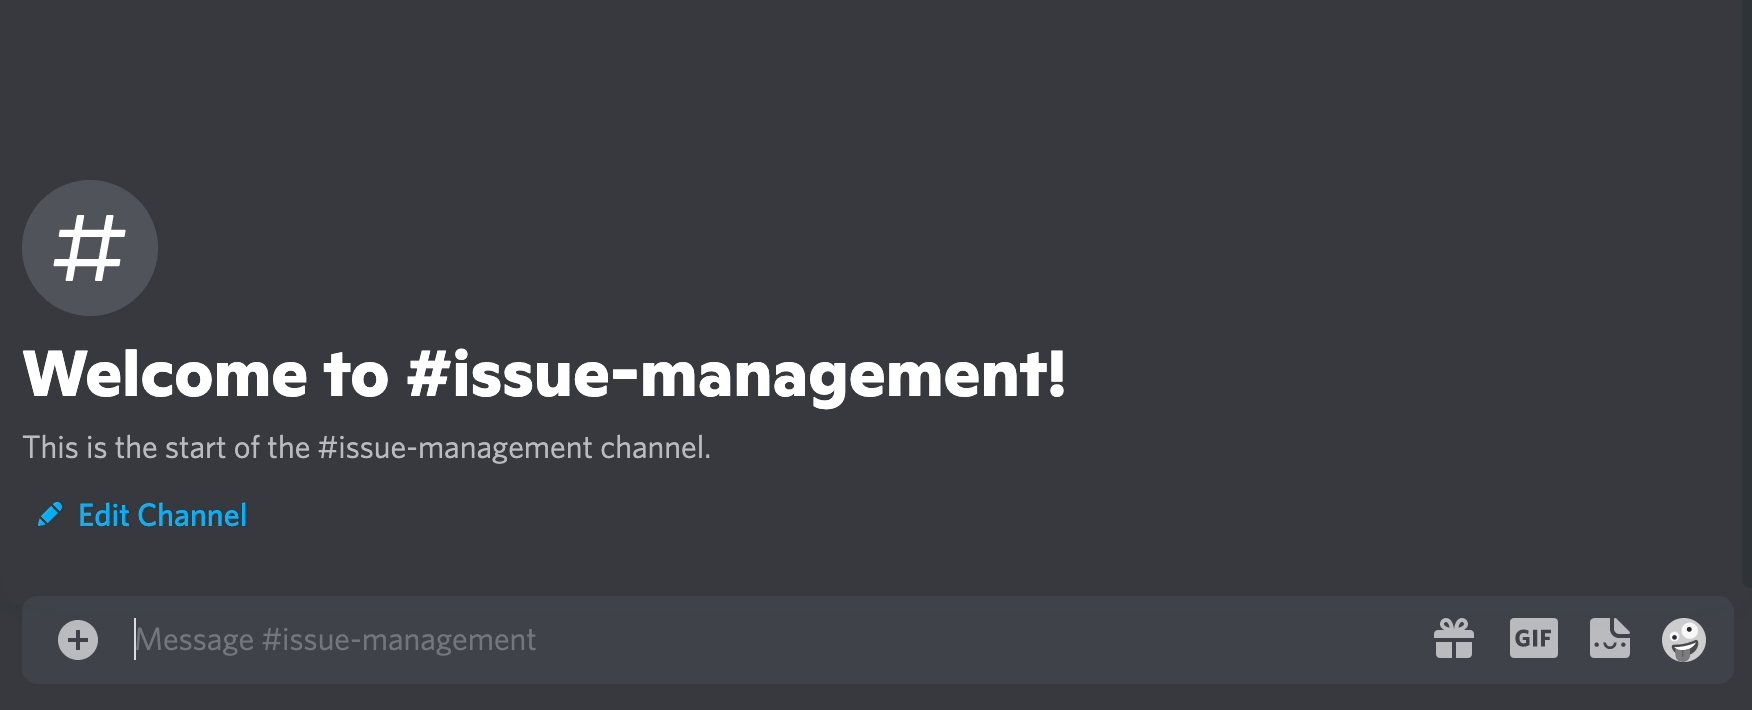 #
Welcome to #issue-management!
This is the start of the #issue-management channel.
Edit Channel
Message #issue-management
GIF